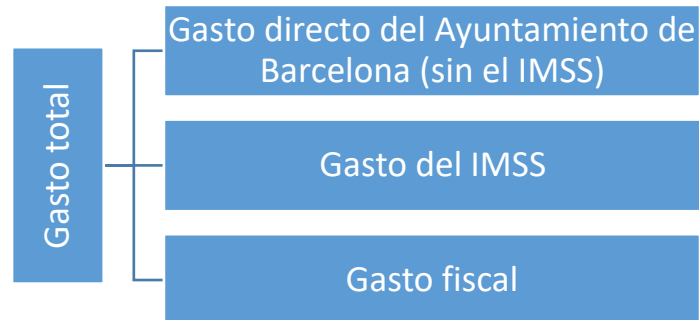 Gasto total
Gasto directo del Ayuntamiento de
Barcelona (sin el IMSS)
Gasto del IMSS
Gasto fiscal